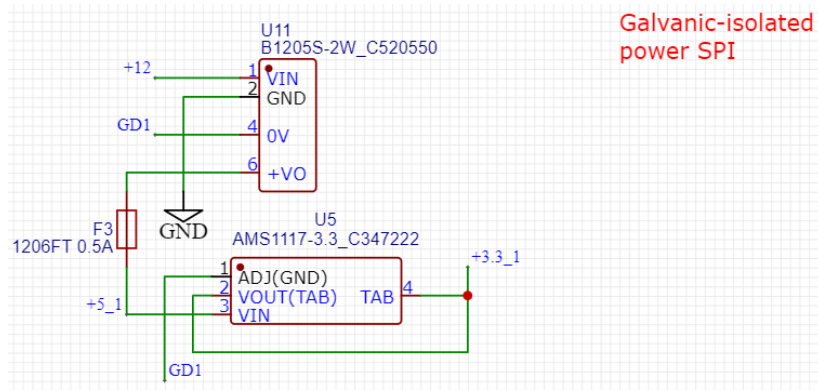 Galvanic-isolated
power SPI
U11
B1205S-2W_C520550
+12
1
VIN
2
GND
GD1
4
0V
6
+VO
F3
1206FT 0.5A
GND
U5
AMS1117-3.3_C347222
+3.3_1
1
ADJ(GND)
2
VOUT(TAB)
TAB
4
+5_1
3
VIN
GD1